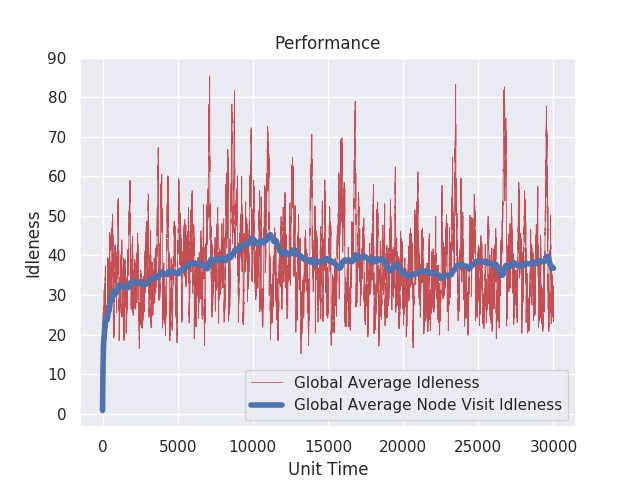 Performance
90
80
70
60
50
40
30
20
10
0
Idleness
Global Average Idleness
Global Average Node Visit Idleness
0 5000 10000 15000 20000 25000 30000
Unit Time